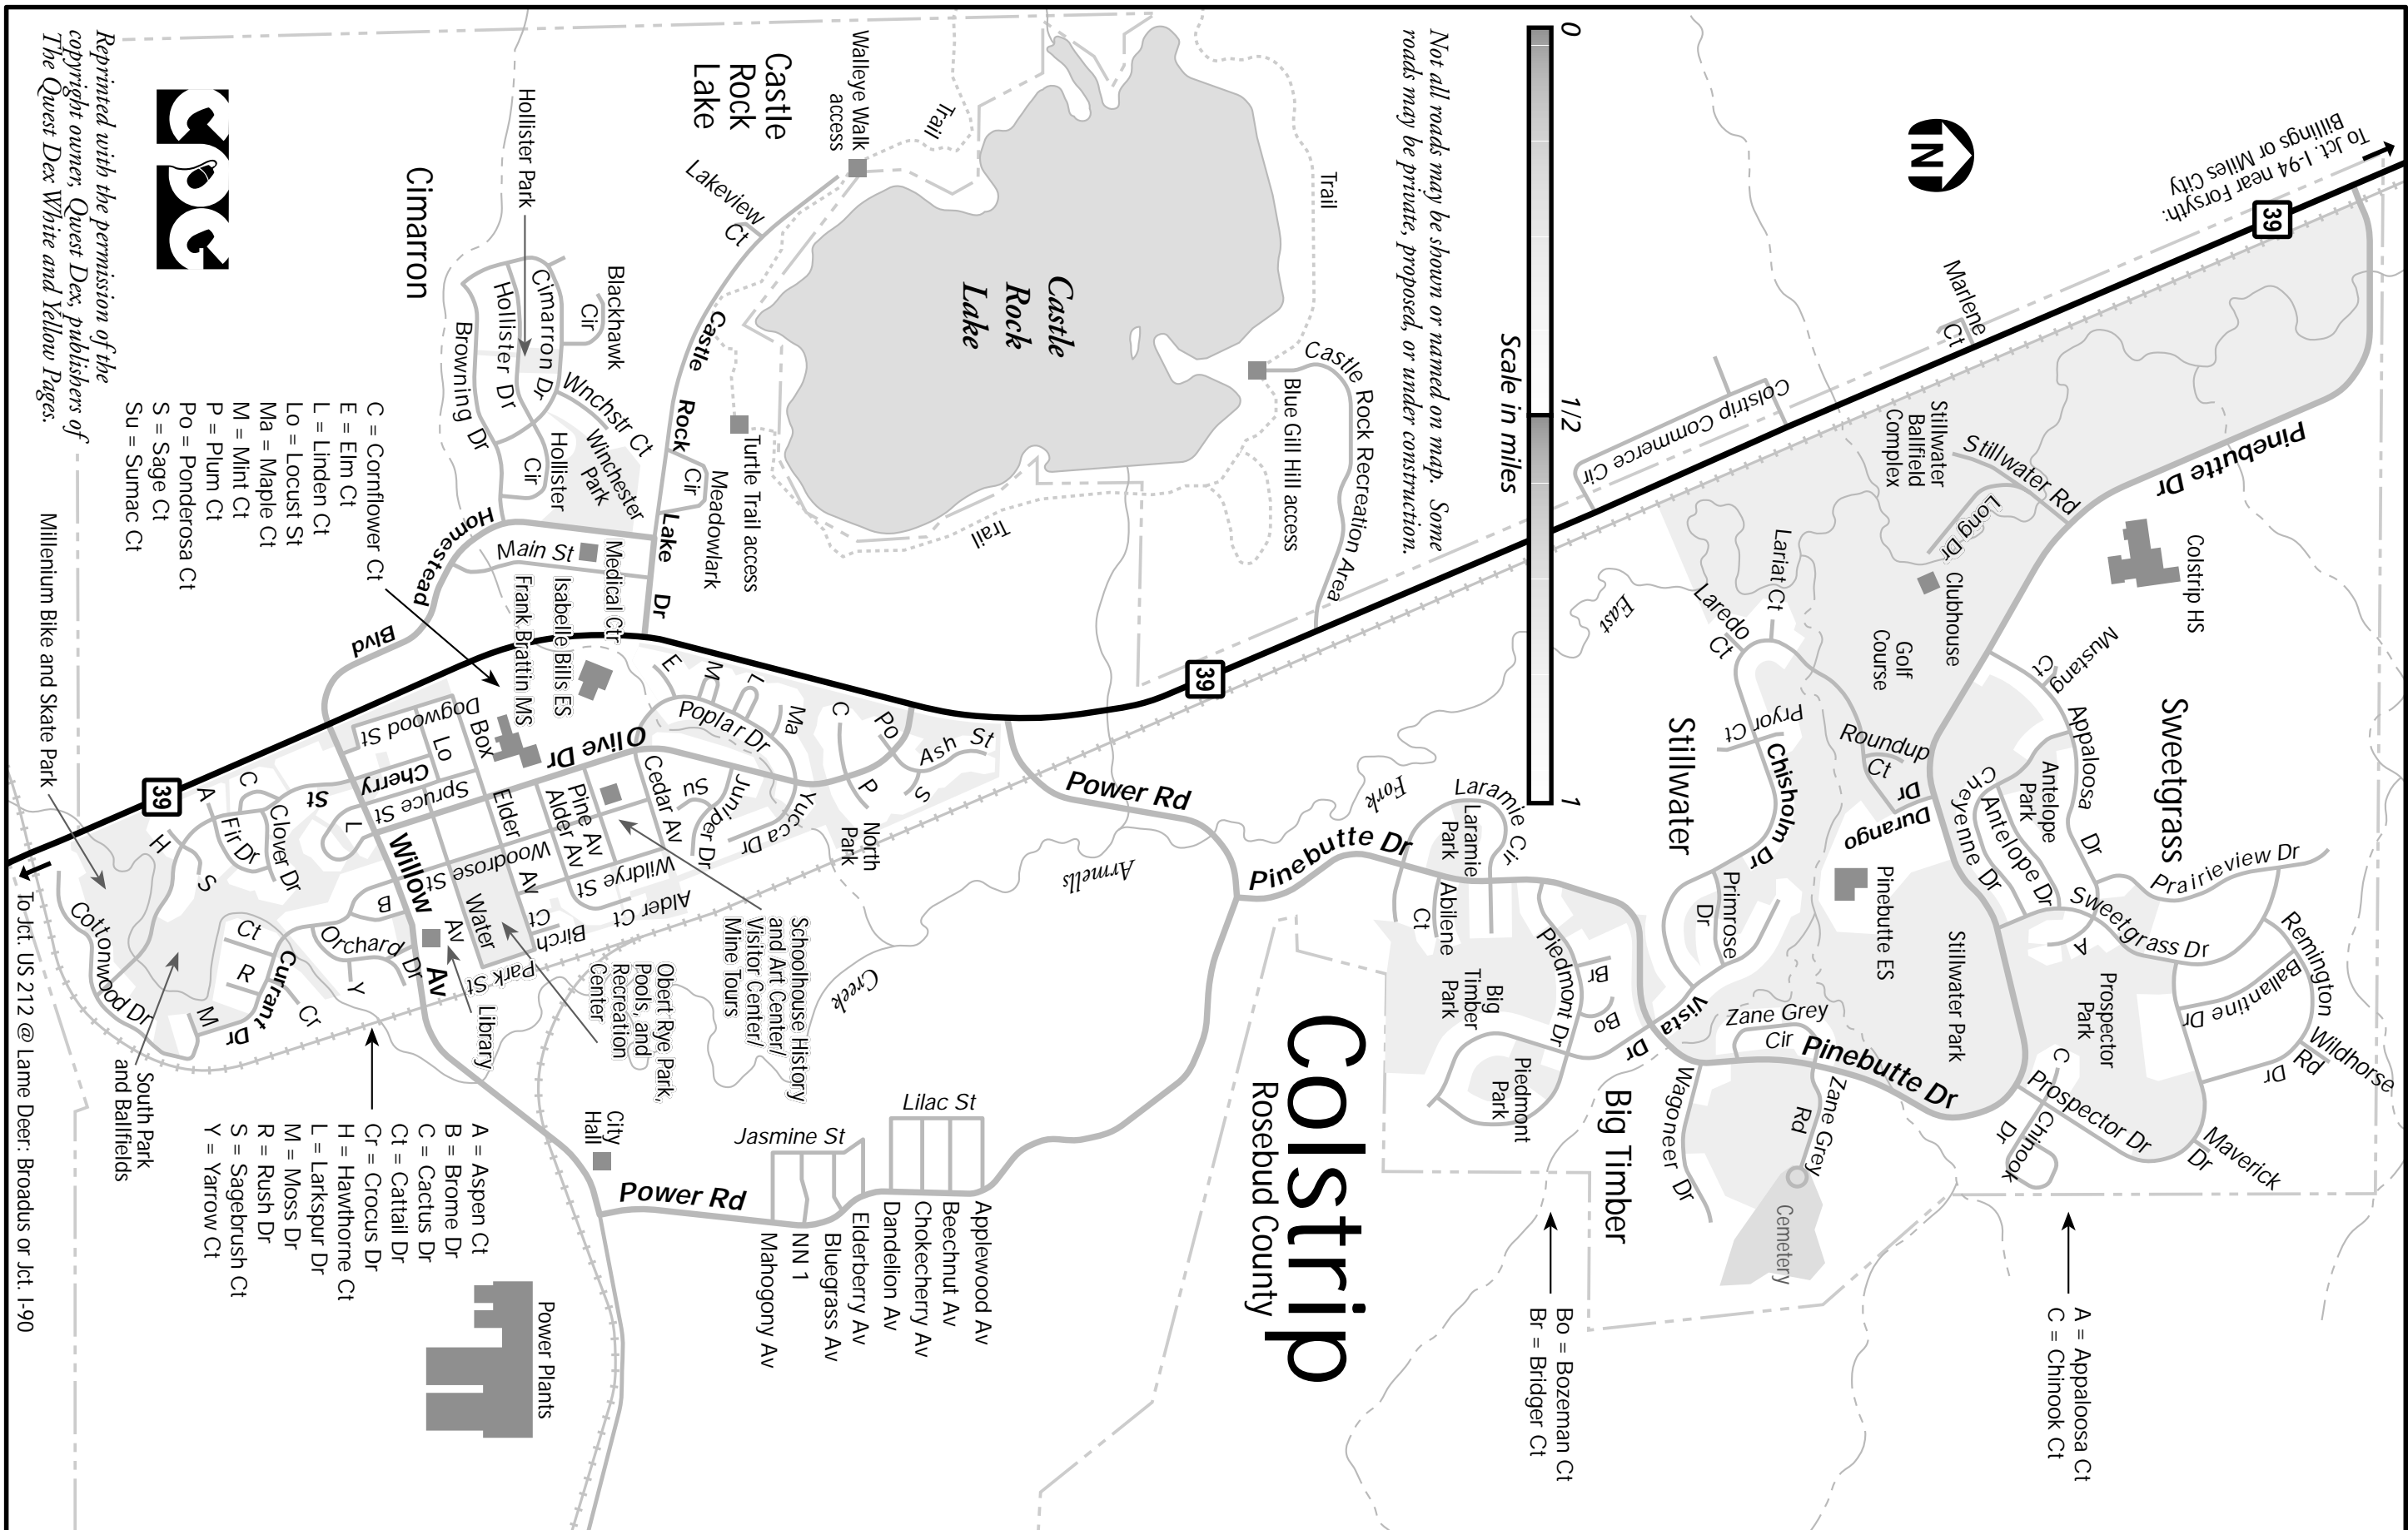 Colstrip
Rosebud County
0
1/2
1
Scale in miles
Not all roads may be shown or named on map. Some
roads may be private, proposed, or under construction.
N
To Jct. I-94 near Forsyth:
Billings or Miles City
39
Marlene
Ct
Colstrip Commerce Cir
Pinebutte Dr
Stillwater
Ballfield
Complex
Stillwater Rd
Long Dr
Clubhouse
Golf
Course
Colstrip HS
Sweetgrass
Mustang
Ct
Appaloosa Dr
Antelope
Park
Cheyenne Dr
Antelope Dr
Prairieview Dr
Sweetgrass Dr
A
Remington
Ballantine Dr
Wildhorse
Rd
Dr
Prospector
Park
C
Prospector Dr
Chinook
Dr
Maverick
Dr
A = Appaloosa Ct
C = Chinook Ct
Lariat Ct
Laredo
Ct
Pryor Ct
Chisholm Dr
Stillwater
Roundup
Ct
Durango
Dr
Pinebutte ES
Stillwater Park
Primrose
Dr
Vista Dr
Zane Grey
Cir
Pinebutte Dr
Zane Grey
Rd
Cemetery
Wagoneer Dr
Big Timber
Bo = Bozeman Ct
Br = Bridger Ct
Laramie Cir
Laramie
Park
Pinebutte Dr
Abilene
Ct
Piedmont Dr
Br
Bo
Big
Timber
Park
Piedmont
Park
East
Fork
Armells
Creek
Castle Rock Recreation Area
Blue Gill Hill access
Trail
Castle
Rock
Lake
Trail
Trail
Walleye Walk
access
Castle
Rock
Lake
Lakeview
Ct
Castle Rock Lake Dr
Turtle Trail access
Meadowlark
Cir
39
Power Rd
Hollister Park
Cimarron
Blackhawk
Cir
Cimarron Dr
Hollister Dr
Browning Dr
Wnchstr Ct
Winchester
Park
Hollister
Cir
Homestead Blvd
Main St
Medical Ctr
Isabelle Bills ES
Frank Brattin MS
C = Cornflower Ct
E = Elm Ct
L = Linden Ct
Lo = Locust St
Ma = Maple Ct
M = Mint Ct
P = Plum Ct
Po = Ponderosa Ct
S = Sage Ct
Su = Sumac Ct
E
M
L
Ma
C
Po
Ash St
P
S
Poplar Dr
North
Park
Yucca Dr
Juniper Dr
Su
Cedar Av
Olive Dr
Pine Av
Alder Av
Elder Av
Wildrye St
Woodrose St
Alder Ct
Birch
Ct
Box
Lo
Dogwood St
Cherry St
Spruce St
L
Willow Av
Av
Water
Park St
Library
Schoolhouse History
and Art Center/
Visitor Center/
Mine Tours
Obert Rye Park,
Pools, and
Recreation
Center
C
A
Clover Dr
Fir Dr
H
S
B
Orchard Dr
Y
Ct
R
Currant Dr
Cr
M
Cottonwood Dr
39
Millenium Bike and Skate Park
South Park
and Ballfields
A = Aspen Ct
B = Brome Dr
C = Cactus Dr
Ct = Cattail Dr
Cr = Crocus Dr
H = Hawthorne Ct
L = Larkspur Dr
M = Moss Dr
R = Rush Dr
S = Sagebrush Ct
Y = Yarrow Ct
City
Hall
Power Rd
Lilac St
Jasmine St
Applewood Av
Beechnut Av
Chokecherry Av
Dandelion Av
Elderberry Av
Bluegrass Av
NN 1
Mahogony Av
Power Plants
To Jct. US 212 @ Lame Deer: Broadus or Jct. I-90
Reprinted with the permission of the
copyright owner, Qwest Dex, publishers of
The Qwest Dex White and Yellow Pages.